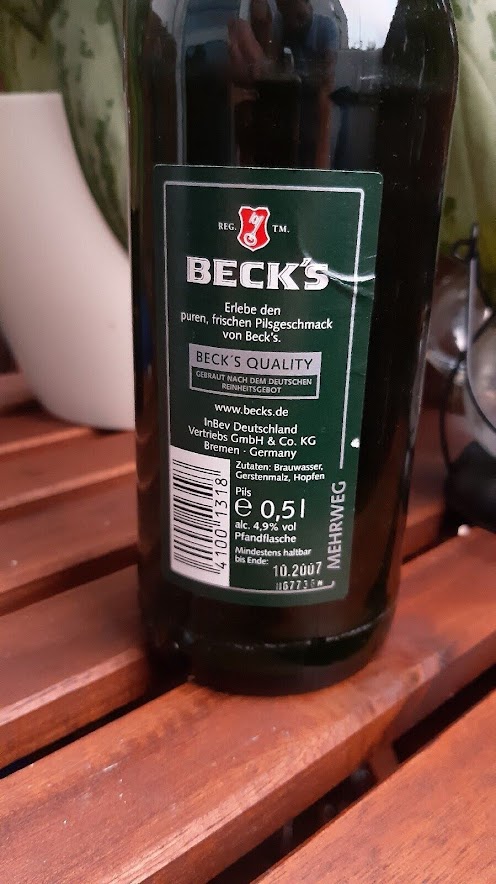 REG. TM.
BECK'S
Erlebe den
puren, frischen Pilsgeschmack
von Beck's.
BECK'S QUALITY
GEBRAUT NACH DEM DEUTSCHEN
REINHEITSGEBOT
www.becks.de
InBev Deutschland
Vertriebs GmbH & Co. KG
Bremen · Germany
Zutaten: Brauwasser,
Gerstenmalz, Hopfen
Pils
e 0,5 l
alc. 4,9% vol
Pfandflasche
Mindestens haltbar
bis Ende:
10.2007
4100 1318
MEHRWEG